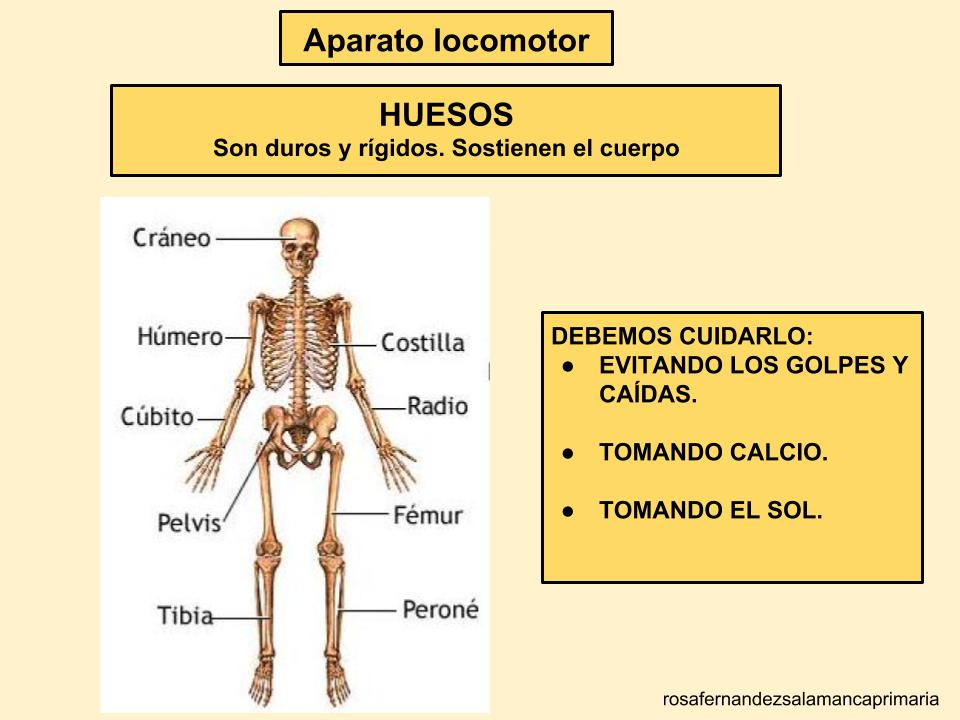 Aparato locomotor
HUESOS
Son duros y rígidos. Sostienen el cuerpo
Cráneo
Húmero
Costilla
Cúbito
Radio
Pelvis
Fémur
Tibia
Peroné
DEBEMOS CUIDARLO:
● EVITANDO LOS GOLPES Y
CAÍDAS.
● TOMANDO CALCIO.
● TOMANDO EL SOL.
rosafernandezsalamancaprimaria